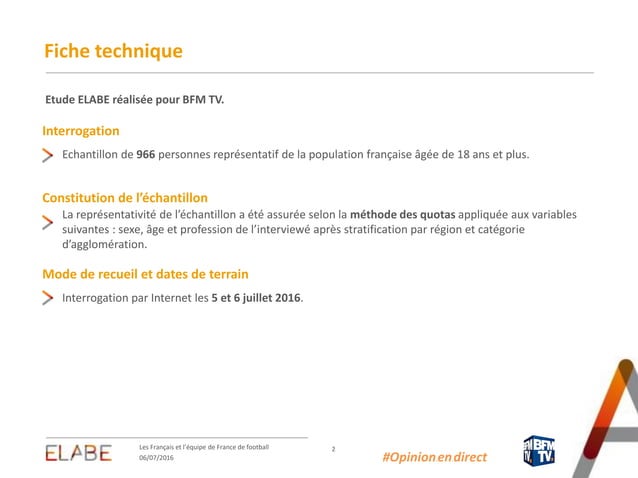 Fiche technique
Etude ELABE réalisée pour BFM TV.
Interrogation
Echantillon de 966 personnes représentatif de la population française âgée de 18 ans et plus.
Constitution de l’échantillon
La représentativité de l’échantillon a été assurée selon la méthode des quotas appliquée aux variables
suivantes : sexe, âge et profession de l’interviewé après stratification par région et catégorie
d’agglomération.
Mode de recueil et dates de terrain
Interrogation par Internet les 5 et 6 juillet 2016.
ELABE
Les Français et l’équipe de France de football
06/07/2016
2
#Opinionendirect
BFM
TV.